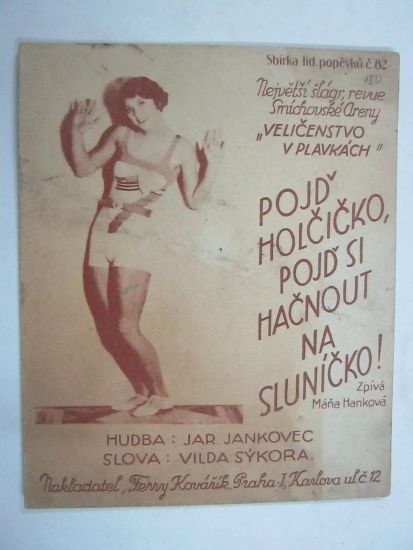 Sbírka lid. popěvků č. 82
Největší šlágr, revue
Smíchovské Areny
„VELIČENSTVO
V PLAVKÁCH"
POJĎ
HOLČIČKO,
POJĎ SI
HAČNOUT
NA
SLUNÍČKO!
Zpívá
Máňa Hanková
HUDBA: JAR. JANKOVEC
SLOVA: VILDA SÝKORA.
Nakladatel, Ferry Kovářík, Praha-I, Karlova ul. č. 12